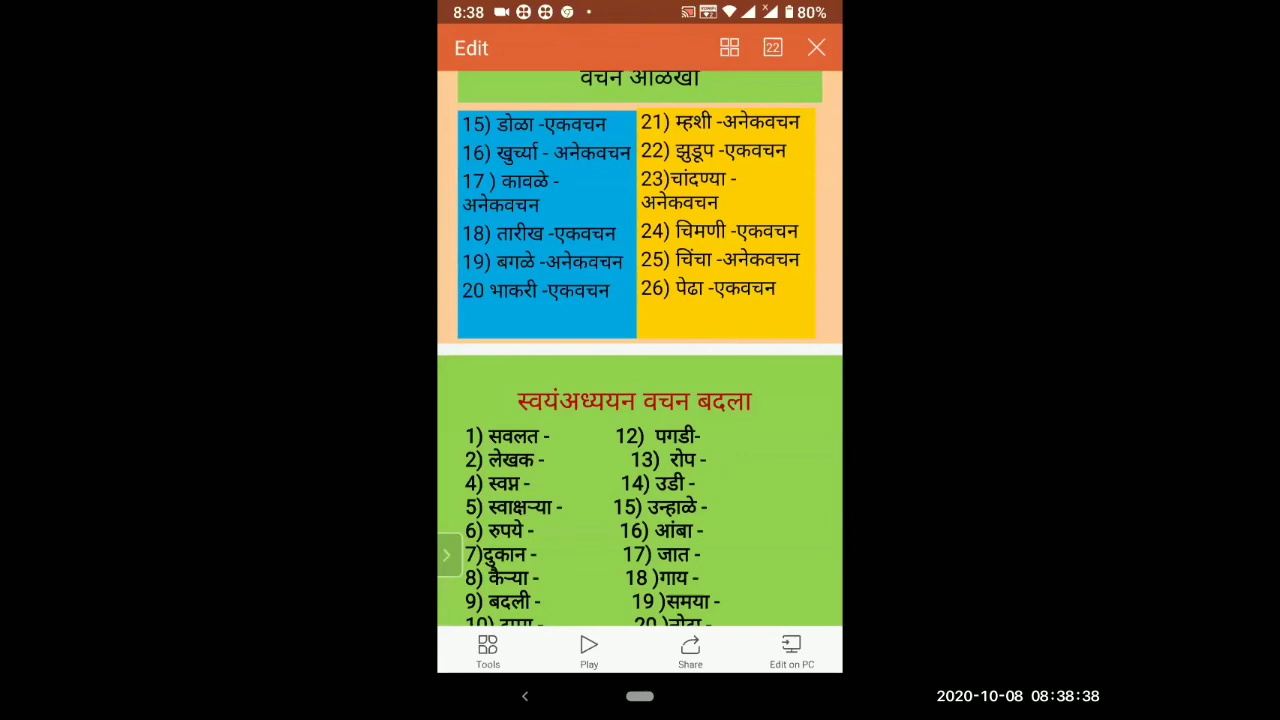 8:38
80%
Edit
22
वचन ओळखा
15) डोळा -एकवचन
16) खुर्च्या - अनेकवचन
17 ) कावळे -
अनेकवचन
18) तारीख -एकवचन
19) बगळे -अनेकवचन
20 भाकरी -एकवचन
21) म्हशी -अनेकवचन
22) झुडूप -एकवचन
23)चांदण्या -
अनेकवचन
24) चिमणी -एकवचन
25) चिंचा -अनेकवचन
26) पेढा -एकवचन
स्वयंअध्ययन वचन बदला
1) सवलत - 12) पगडी-
2) लेखक - 13) रोप -
4) स्वप्न - 14) उडी -
5) स्वाक्षऱ्या - 15) उन्हाळे -
6) रुपये - 16) आंबा -
7)दुकान - 17) जात -
8) कैऱ्या - 18 )गाय -
9) बदली - 19 )समया -
10) - 20 ) -
Tools
Play
Share
Edit on PC
2020-10-08 08:38:38